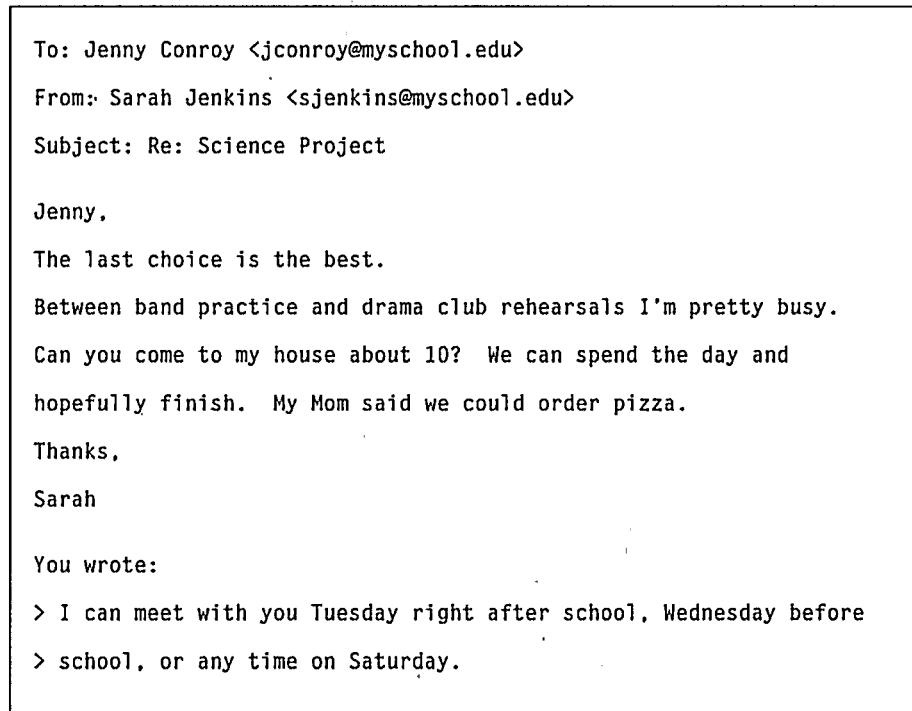 To: Jenny Conroy <jconroy@myschool.edu>
From: Sarah Jenkins <sjenkins@myschool.edu>
Subject: Re: Science Project
Jenny,
The last choice is the best.
Between band practice and drama club rehearsals I'm pretty busy.
Can you come to my house about 10? We can spend the day and
hopefully finish. My Mom said we could order pizza.
Thanks,
Sarah
You wrote:
> I can meet with you Tuesday right after school, Wednesday before
> school, or any time on Saturday.